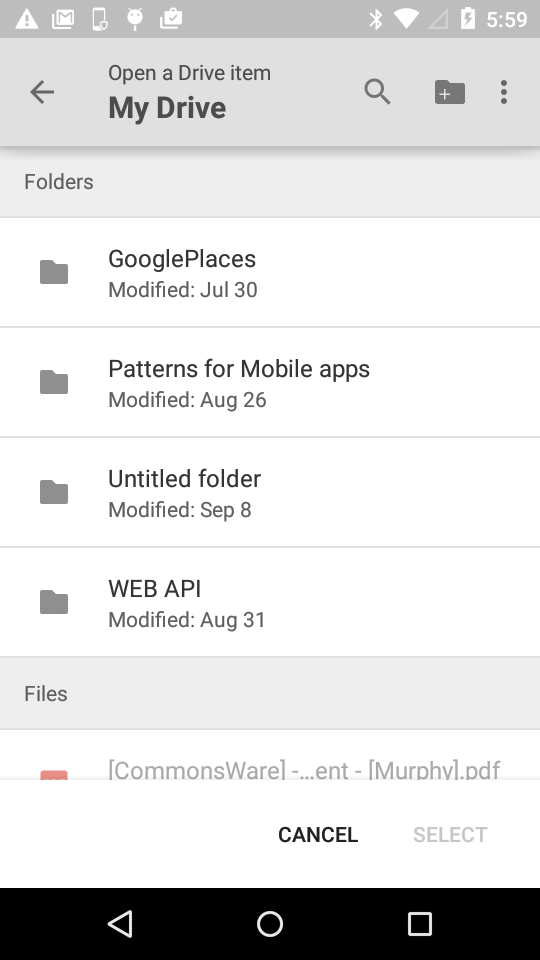 5:59
Open a Drive item
My Drive
Folders
GooglePlaces
Modified: Jul 30
Patterns for Mobile apps
Modified: Aug 26
Untitled folder
Modified: Sep 8
WEB API
Modified: Aug 31
Files
[CommonsWare] -...ent - [Murphy].pdf
CANCEL
SELECT